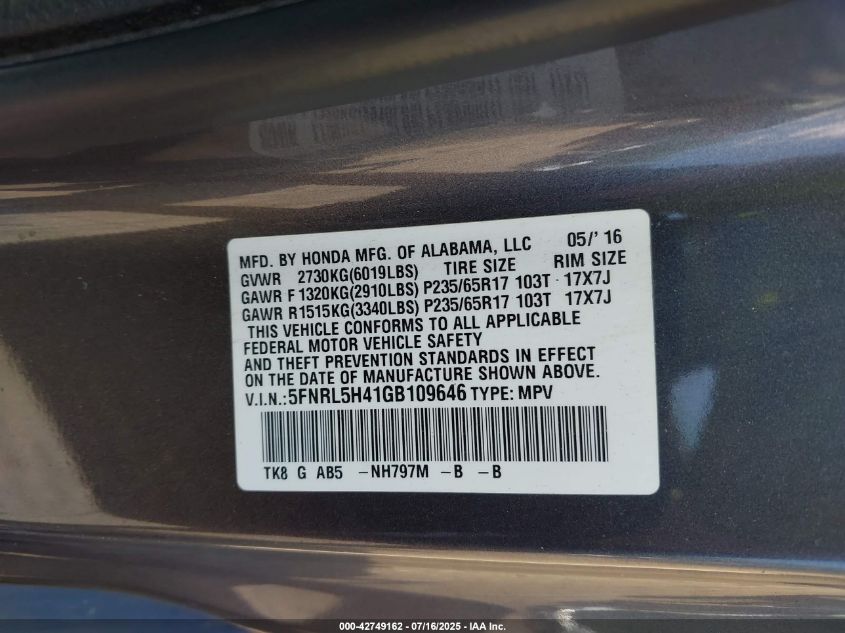 MFD. BY HONDA MFG. OF ALABAMA, LLC 05/' 16
GVWR 2730KG(6019LBS) TIRE SIZE RIM SIZE
GAWR F 1320KG(2910LBS) P235/65R17 103T 17X7J
GAWR R1515KG(3340LBS) P235/65R17 103T 17X7J
THIS VEHICLE CONFORMS TO ALL APPLICABLE
FEDERAL MOTOR VEHICLE SAFETY
AND THEFT PREVENTION STANDARDS IN EFFECT
ON THE DATE OF MANUFACTURE SHOWN ABOVE.
V.I.N.:5FNRL5H41GB109646 TYPE: MPV
TK8 G AB5 -NH797M -B -B
000-42749162 - 07/16/2025 - IAA Inc.